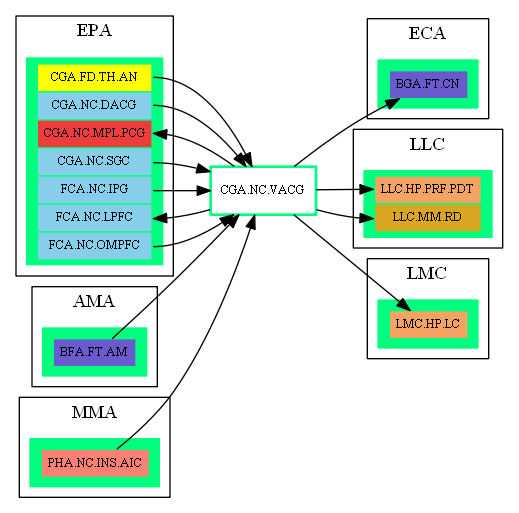 EPA
CGA.FD.TH.AN
CGA.NC.DACG
CGA.NC.MPL.PCG
CGA.NC.SGC
FCA.NC.IPG
FCA.NC.LPFC
FCA.NC.OMPFC
AMA
BFA.FT.AM
MMA
PHA.NC.INS.AIC
CGA.NC.VACG
ECA
BGA.FT.CN
LLC
LLC.HP.PRF.PDT
LLC.MM.RD
LMC
LMC.HP.LC